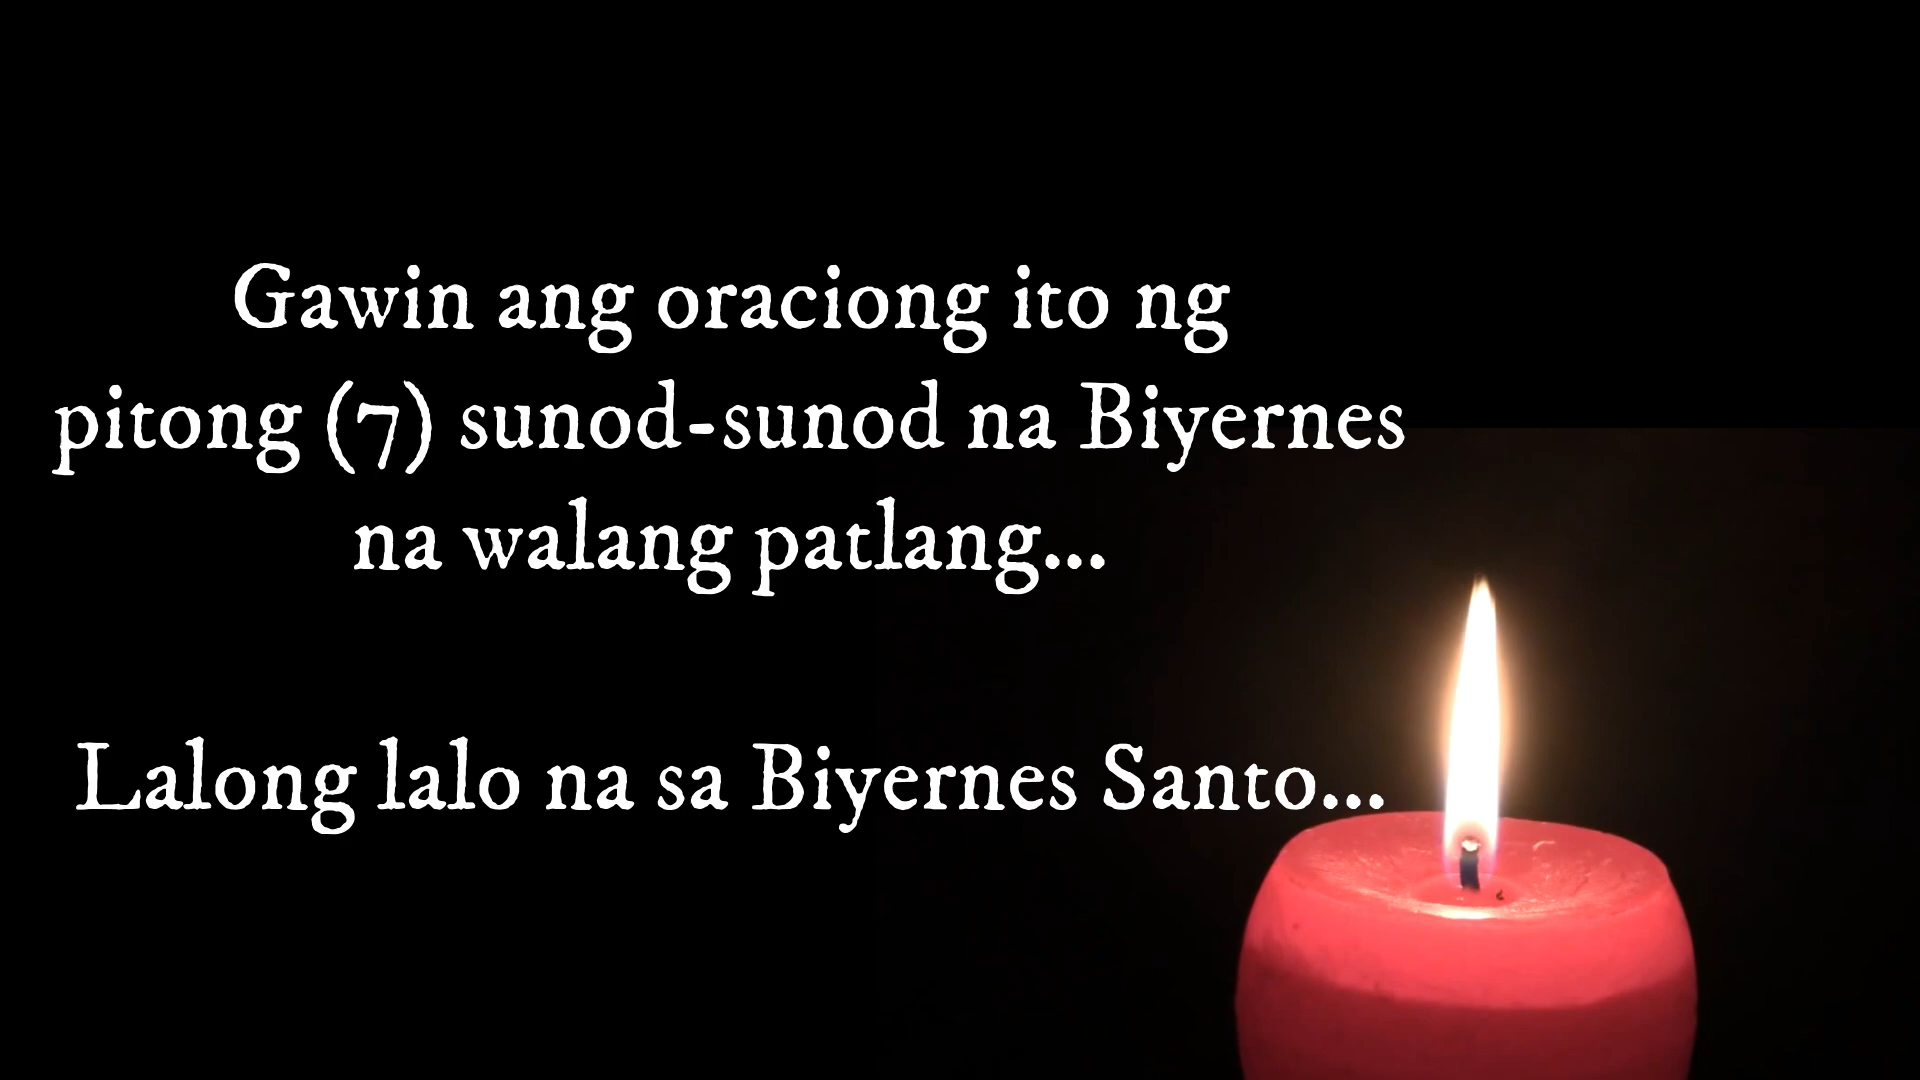 Gawin ang oraciong ito ng
pitong (7) sunod-sunod na Biyernes
na walang patlang...
Lalong lalo na sa Biyernes Santo...